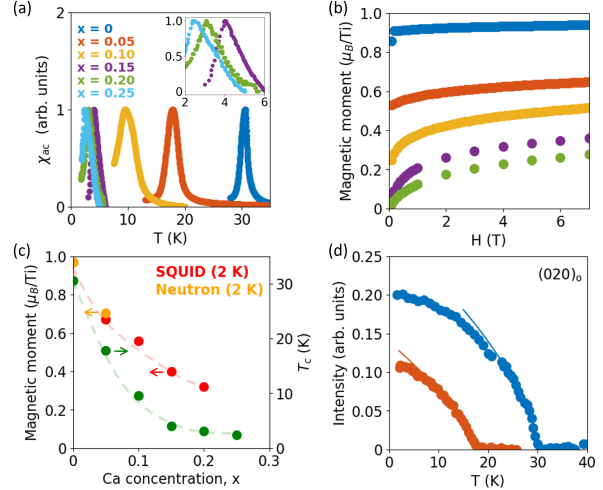 (a)
x = 0
x = 0.05
x = 0.10
x = 0.15
x = 0.20
x = 0.25
χac (arb. units)
2
1
0
0 10 20 30
T (K)
1.0
0.5
0.0
2 4 6
(b)
Magnetic moment (μB/Ti)
1.0
0.8
0.6
0.4
0.2
0
2 4 6
H (T)
(c)
Magnetic moment (μB/Ti)
1.0
0.8
0.6
0.4
0.2
0
SQUID (2 K)
Neutron (2 K)
30
20
10
0
Tc (K)
0 0.1 0.2 0.3
Ca concentration, x
(d)
Intensity (arb. units)
0.25
0.20
0.15
0.10
0.05
0
(020)o
0 10 20 30 40
T (K)